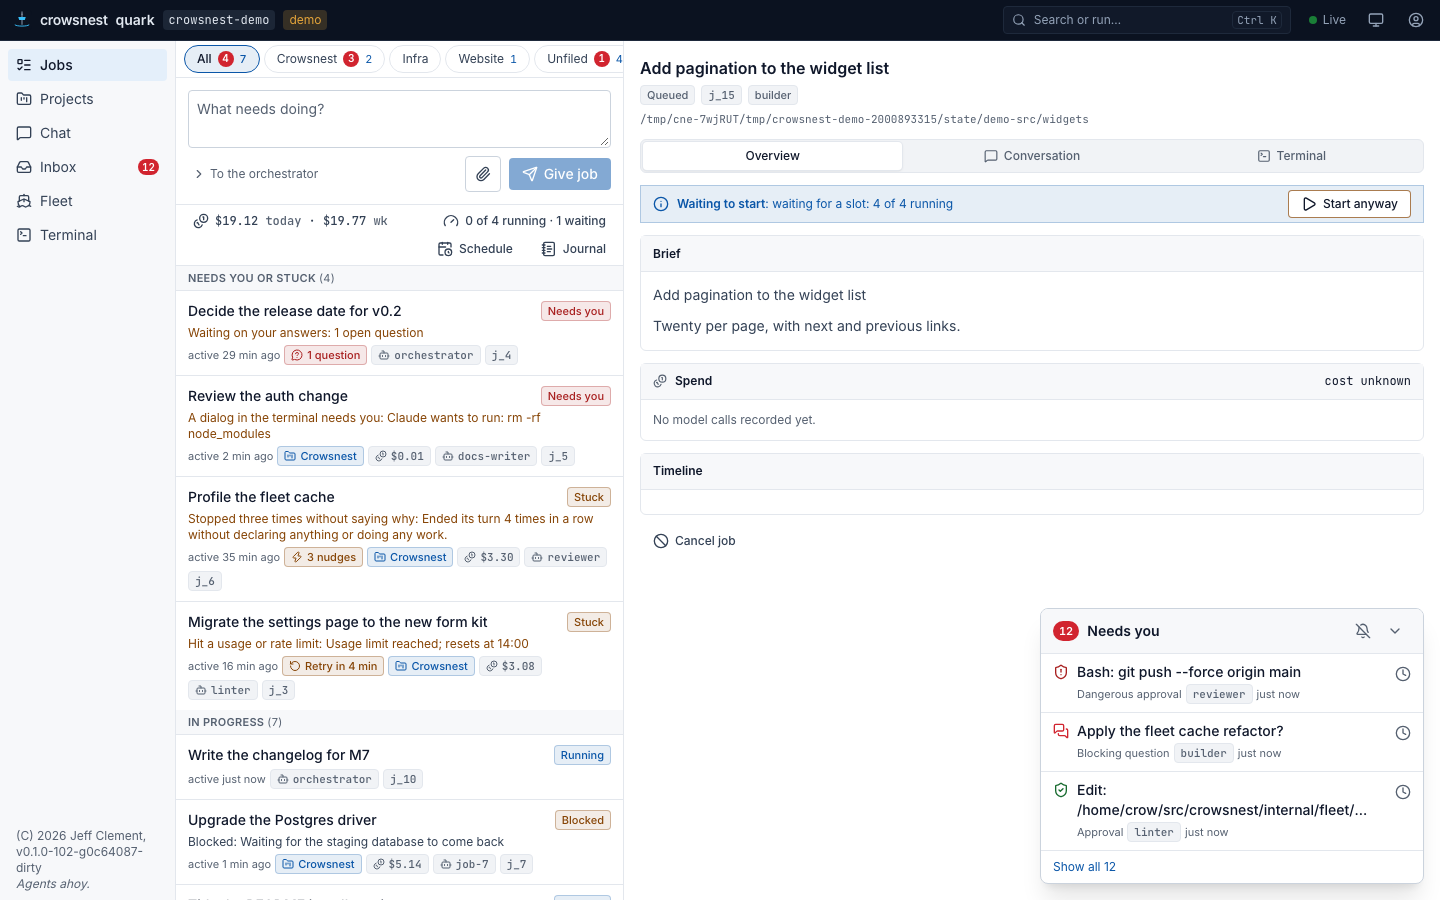 crowsnest quark crowsnest-demo demo
Search or run... Ctrl K
Live
Jobs
Projects
Chat
Inbox 12
Fleet
Terminal
(C) 2026 Jeff Clement,
v0.1.0-102-g0c64087-
dirty
Agents ahoy.
All 4 7
Crowsnest 3 2
Infra
Website 1
Unfiled 1 4
What needs doing?
To the orchestrator
Give job
$19.12 today · $19.77 wk
0 of 4 running · 1 waiting
Schedule
Journal
NEEDS YOU OR STUCK (4)
Decide the release date for v0.2
Needs you
Waiting on your answers: 1 open question
active 29 min ago 1 question orchestrator j_4
Review the auth change
Needs you
A dialog in the terminal needs you: Claude wants to run: rm -rf
node_modules
active 2 min ago Crowsnest $0.01 docs-writer j_5
Profile the fleet cache
Stuck
Stopped three times without saying why: Ended its turn 4 times in a row
without declaring anything or doing any work.
active 35 min ago 3 nudges Crowsnest $3.30 reviewer
j_6
Migrate the settings page to the new form kit
Stuck
Hit a usage or rate limit: Usage limit reached; resets at 14:00
active 16 min ago Retry in 4 min Crowsnest $3.08
linter j_3
IN PROGRESS (7)
Write the changelog for M7
Running
active just now orchestrator j_10
Upgrade the Postgres driver
Blocked
Blocked: Waiting for the staging database to come back
active 1 min ago Crowsnest $5.14 job-7 j_7
Add pagination to the widget list
Queued j_15 builder
/tmp/cne-7wjRUT/tmp/crowsnest-demo-2000893315/state/demo-src/widgets
Overview
Conversation
Terminal
Waiting to start: waiting for a slot: 4 of 4 running
Start anyway
Brief
Add pagination to the widget list
Twenty per page, with next and previous links.
Spend
cost unknown
No model calls recorded yet.
Timeline
Cancel job
12 Needs you
Bash: git push --force origin main
Dangerous approval reviewer just now
Apply the fleet cache refactor?
Blocking question builder just now
Edit:
/home/crow/src/crowsnest/internal/fleet/...
Approval linter just now
Show all 12